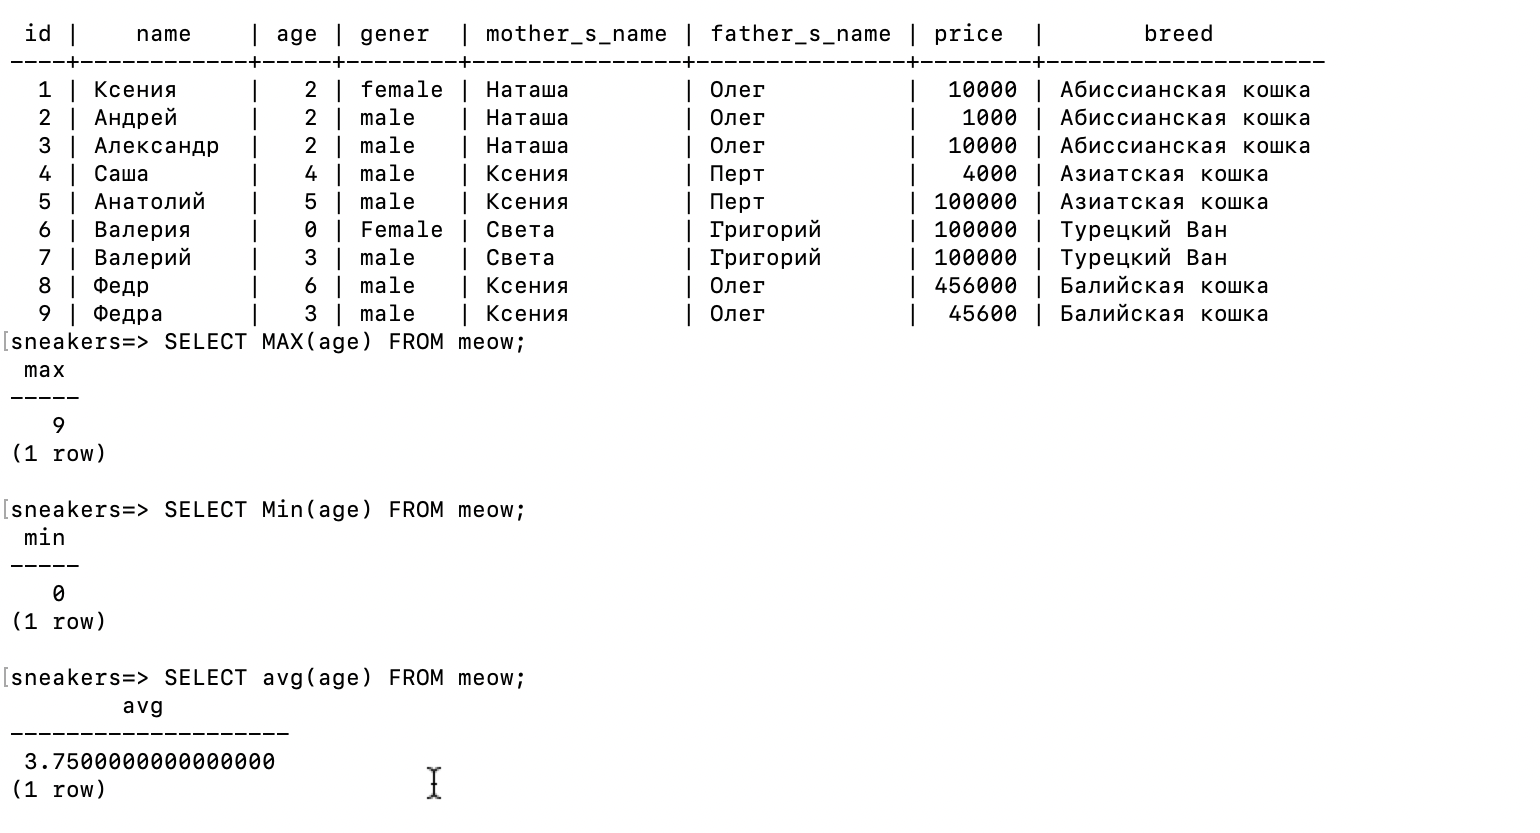 id | name | age | gener | mother_s_name | father_s_name | price | breed
----+------------+-----+--------+---------------+---------------+--------+--------------------
1 | Ксения | 2 | female | Наташа | Олег | 10000 | Абиссианская кошка
2 | Андрей | 2 | male | Наташа | Олег | 1000 | Абиссианская кошка
3 | Александр | 2 | male | Наташа | Олег | 10000 | Абиссианская кошка
4 | Саша | 4 | male | Ксения | Перт | 4000 | Азиатская кошка
5 | Анатолий | 5 | male | Ксения | Перт | 100000 | Азиатская кошка
6 | Валерия | 0 | Female | Света | Григорий | 100000 | Турецкий Ван
7 | Валерий | 3 | male | Света | Григорий | 100000 | Турецкий Ван
8 | Федр | 6 | male | Ксения | Олег | 456000 | Балийская кошка
9 | Федра | 3 | male | Ксения | Олег | 45600 | Балийская кошка
[sneakers=> SELECT MAX(age) FROM meow;
max
-----
9
(1 row)
[sneakers=> SELECT Min(age) FROM meow;
min
-----
0
(1 row)
[sneakers=> SELECT avg(age) FROM meow;
avg
--------------------
3.7500000000000000
(1 row)